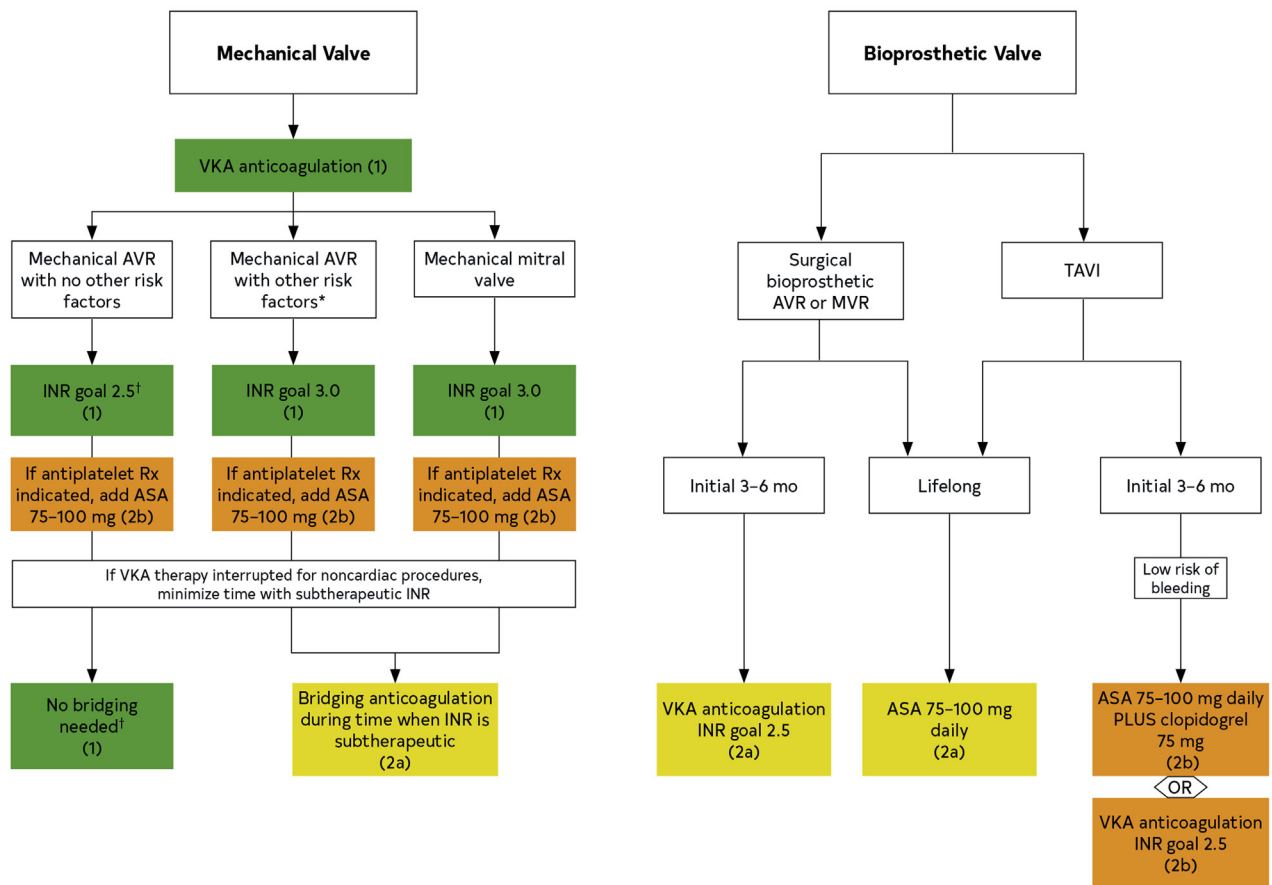 Mechanical Valve
VKA anticoagulation (1)
Mechanical AVR
with no other risk
factors
Mechanical AVR
with other risk
factors*
Mechanical mitral
valve
INR goal 2.5†
(1)
INR goal 3.0
(1)
INR goal 3.0
(1)
If antiplatelet Rx
indicated, add ASA
75–100 mg (2b)
If antiplatelet Rx
indicated, add ASA
75–100 mg (2b)
If antiplatelet Rx
indicated, add ASA
75–100 mg (2b)
If VKA therapy interrupted for noncardiac procedures,
minimize time with subtherapeutic INR
No bridging
needed†
(1)
Bridging anticoagulation
during time when INR is
subtherapeutic
(2a)
Bioprosthetic Valve
Surgical
bioprosthetic
AVR or MVR
TAVI
Initial 3–6 mo
Lifelong
Initial 3–6 mo
Low risk of
bleeding
VKA anticoagulation
INR goal 2.5
(2a)
ASA 75–100 mg
daily
(2a)
ASA 75–100 mg daily
PLUS clopidogrel
75 mg
(2b)
OR
VKA anticoagulation
INR goal 2.5
(2b)